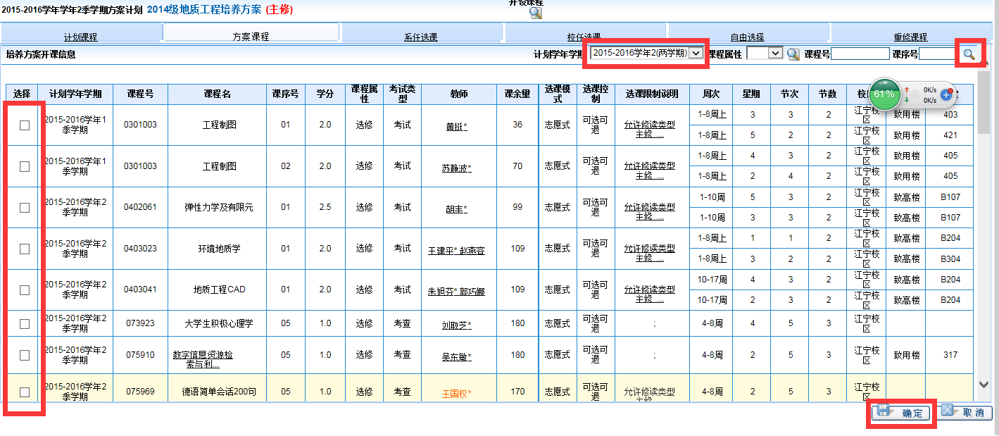 开设课程
2015-2016学年学年2季学期方案计划 2014级地质工程培养方案 (主修)
计划课程 方案课程 系任选课 校任选课 自由选择 重修课程
培养方案开课信息 计划学年学期 2015-2016学年2(两学期) 课程属性 课程号 课序号
选择 计划学年学期 课程号 课程名 课序号 学分 课程属性 考试类型 教师 课余量 选课模式 选课控制 选课限制说明 周次 星期 节次 节数
61% 0K/s
0K/s
2015-2016学年1季学期 0301003 工程制图 01 2.0 选修 考试 黄挺* 36 志愿式 可选可退 允许修读类型主修 ... 1-8周上 3 3 2 江宁校区 致用楼 403
1-8周上 5 2 2 江宁校区 致用楼 421
2015-2016学年1季学期 0301003 工程制图 02 2.0 选修 考试 苏静波* 70 志愿式 可选可退 允许修读类型主修 ... 1-8周上 4 3 2 江宁校区 致用楼 405
1-8周上 2 4 2 江宁校区 致用楼 405
2015-2016学年2季学期 0402061 弹性力学及有限元 01 2.5 选修 考试 胡圭* 99 志愿式 可选可退 允许修读类型主修 ... 1-10周 5 3 2 江宁校区 致高楼 B107
1-10周 3 3 2 江宁校区 致高楼 B107
2015-2016学年2季学期 0403023 环境地质学 01 2.0 选修 考试 王建平* 赵燕容 109 志愿式 可选可退 允许修读类型主修 ... 1-8周上 1 1 2 江宁校区 致高楼 B204
1-8周上 3 2 2 江宁校区 致高楼 B304
2015-2016学年2季学期 0403041 地质工程CAD 01 2.0 选修 考试 朱旭芬* 郭巧娜 109 志愿式 可选可退 允许修读类型主修 ... 10-17周 4 3 2 江宁校区 致高楼 B204
10-17周 2 3 2 江宁校区 致高楼 B204
2015-2016学年2季学期 073923 大学生积极心理学 05 1.0 选修 考查 刘取芝* 180 志愿式 可选可退 ; 4-8周 4 5 3 江宁校区
2015-2016学年2季学期 075910 数字信息资源检索与利... 05 1.0 选修 考查 吴东敏* 180 志愿式 可选可退 ; 4-8周 2 5 3 江宁校区 致用楼 317
2015-2016学年2季学期 075969 德语简单会话200句 05 1.0 选修 考查 王国权* 170 志愿式 可选可退 允许修读类型主修 4-8周 2 5 3 江宁校区
确定 取消